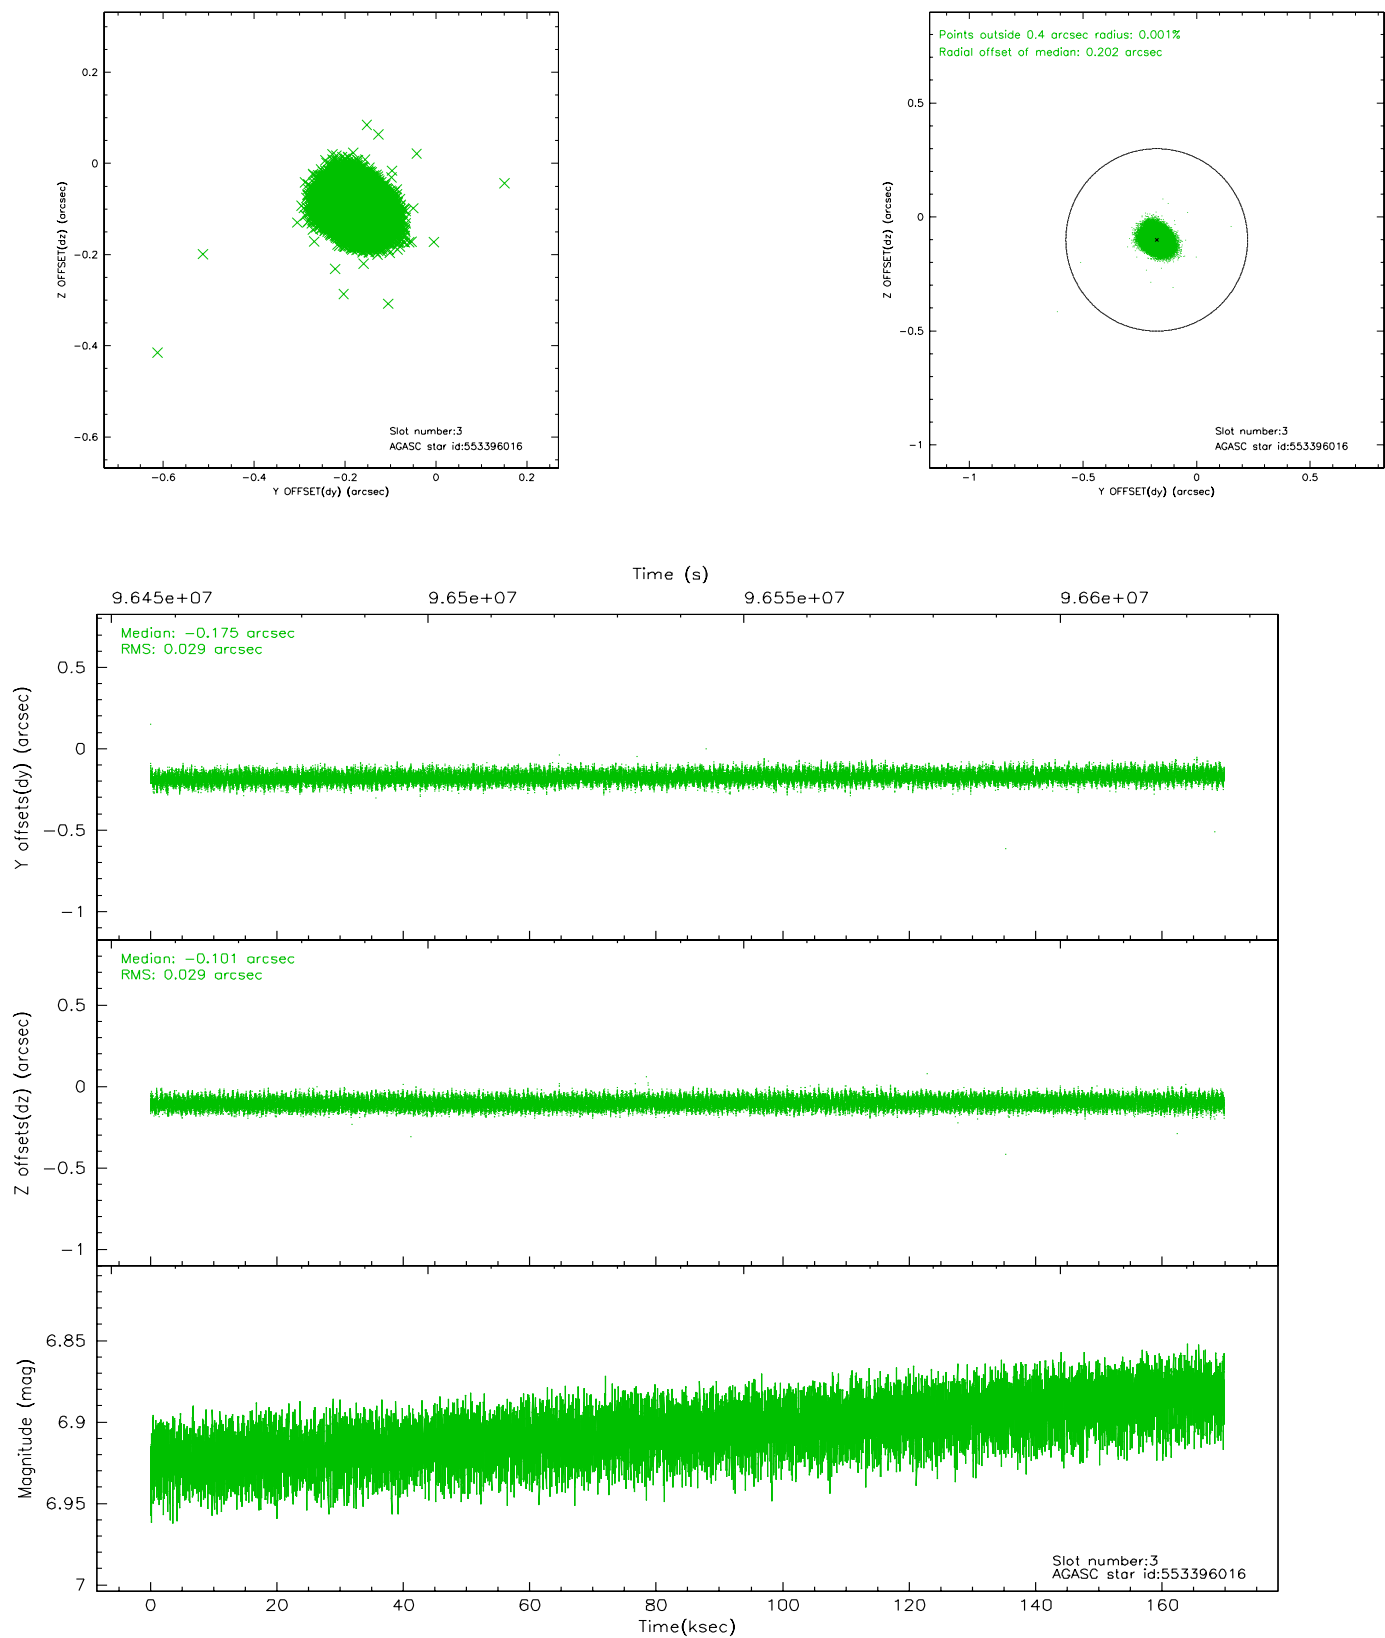 0.2
0
−0.2
−0.4
−0.6
Z OFFSET(dz) (arcsec)
Slot number:3
AGASC star id:553396016
−0.6
−0.4
−0.2
0
0.2
Y OFFSET(dy) (arcsec)
Points outside 0.4 arcsec radius: 0.001%
Radial offset of median: 0.202 arcsec
0.5
0
−0.5
−1
Z OFFSET(dz) (arcsec)
Slot number:3
AGASC star id:553396016
−1
−0.5
0
0.5
Y OFFSET(dy) (arcsec)
Time (s)
9.645e+07
9.65e+07
9.655e+07
9.66e+07
Median: −0.175 arcsec
RMS: 0.029 arcsec
0.5
0
−0.5
−1
Y offsets(dy) (arcsec)
Median: −0.101 arcsec
RMS: 0.029 arcsec
0.5
0
−0.5
−1
Z offsets(dz) (arcsec)
6.85
6.9
6.95
7
Magnitude (mag)
Slot number:3
AGASC star id:553396016
0
20
40
60
80
100
120
140
160
Time(ksec)